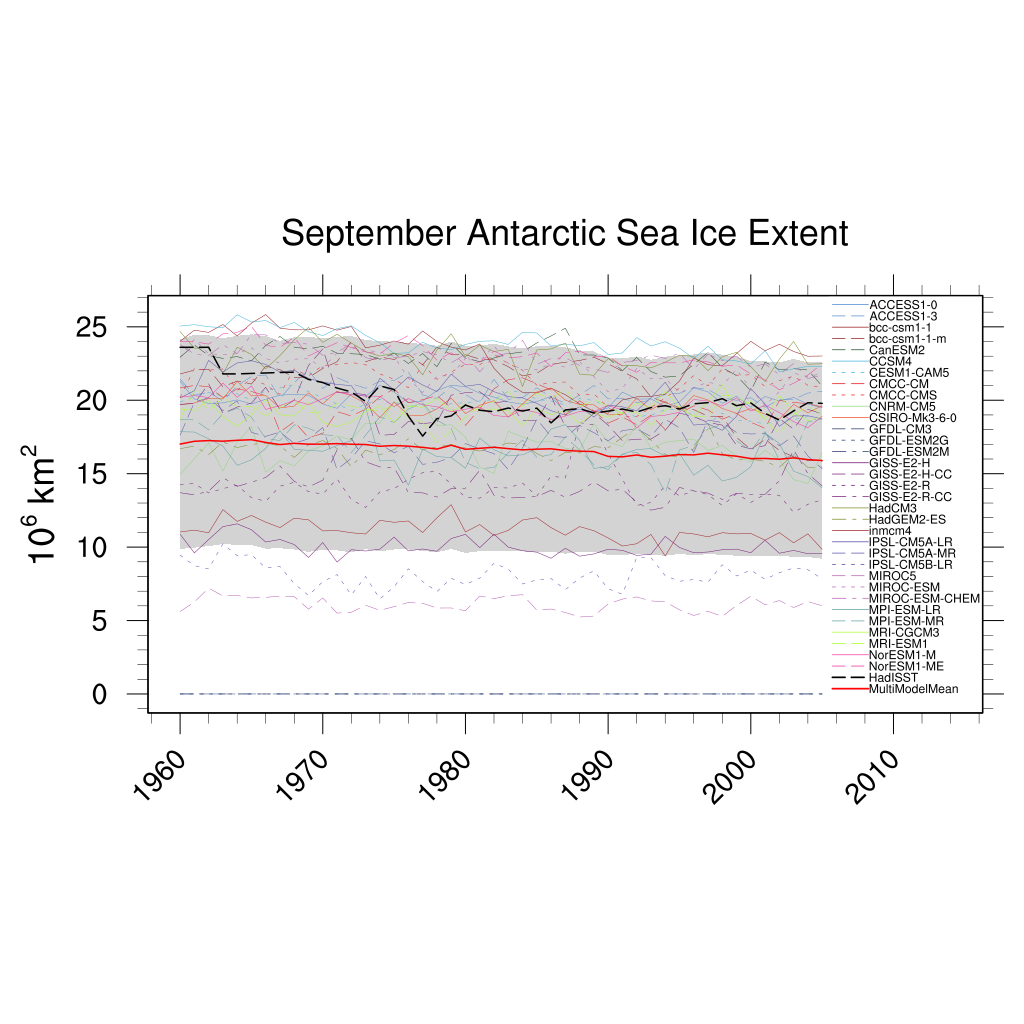 September Antarctic Sea Ice Extent
10⁶ km²
25
20
15
10
5
0
1960
1970
1980
1990
2000
2010
ACCESS1-0
ACCESS1-3
bcc-csm1-1
bcc-csm1-1-m
CanESM2
CCSM4
CESM1-CAM5
CMCC-CM
CMCC-CMS
CNRM-CM5
CSIRO-Mk3-6-0
GFDL-CM3
GFDL-ESM2G
GFDL-ESM2M
GISS-E2-H
GISS-E2-H-CC
GISS-E2-R
GISS-E2-R-CC
HadCM3
HadGEM2-ES
inmcm4
IPSL-CM5A-LR
IPSL-CM5A-MR
IPSL-CM5B-LR
MIROC5
MIROC-ESM
MIROC-ESM-CHEM
MPI-ESM-LR
MPI-ESM-MR
MRI-CGCM3
MRI-ESM1
NorESM1-M
NorESM1-ME
HadISST
MultiModelMean